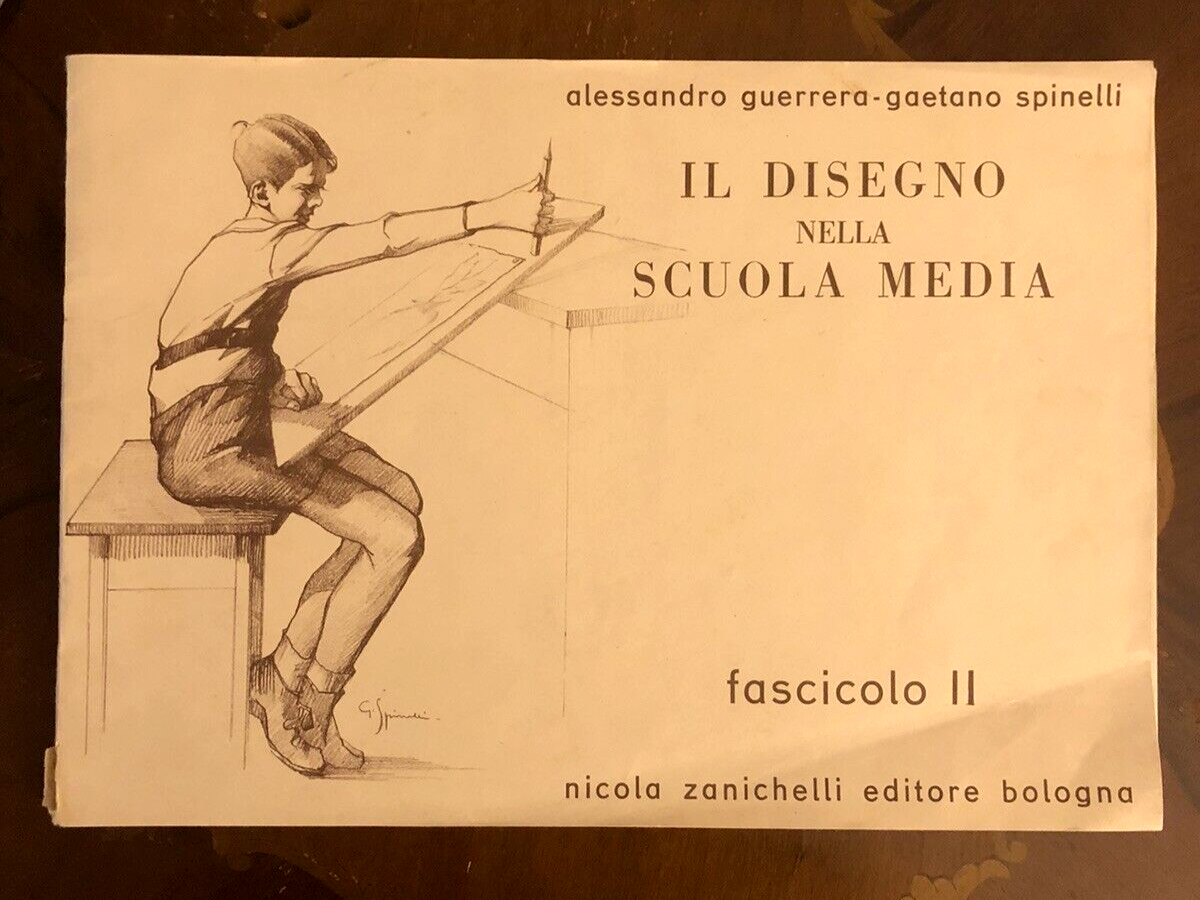 alessandro guerrera-gaetano spinelli
IL DISEGNO
NELLA
SCUOLA MEDIA
G. Spinelli
fascicolo II
nicola zanichelli editore bologna